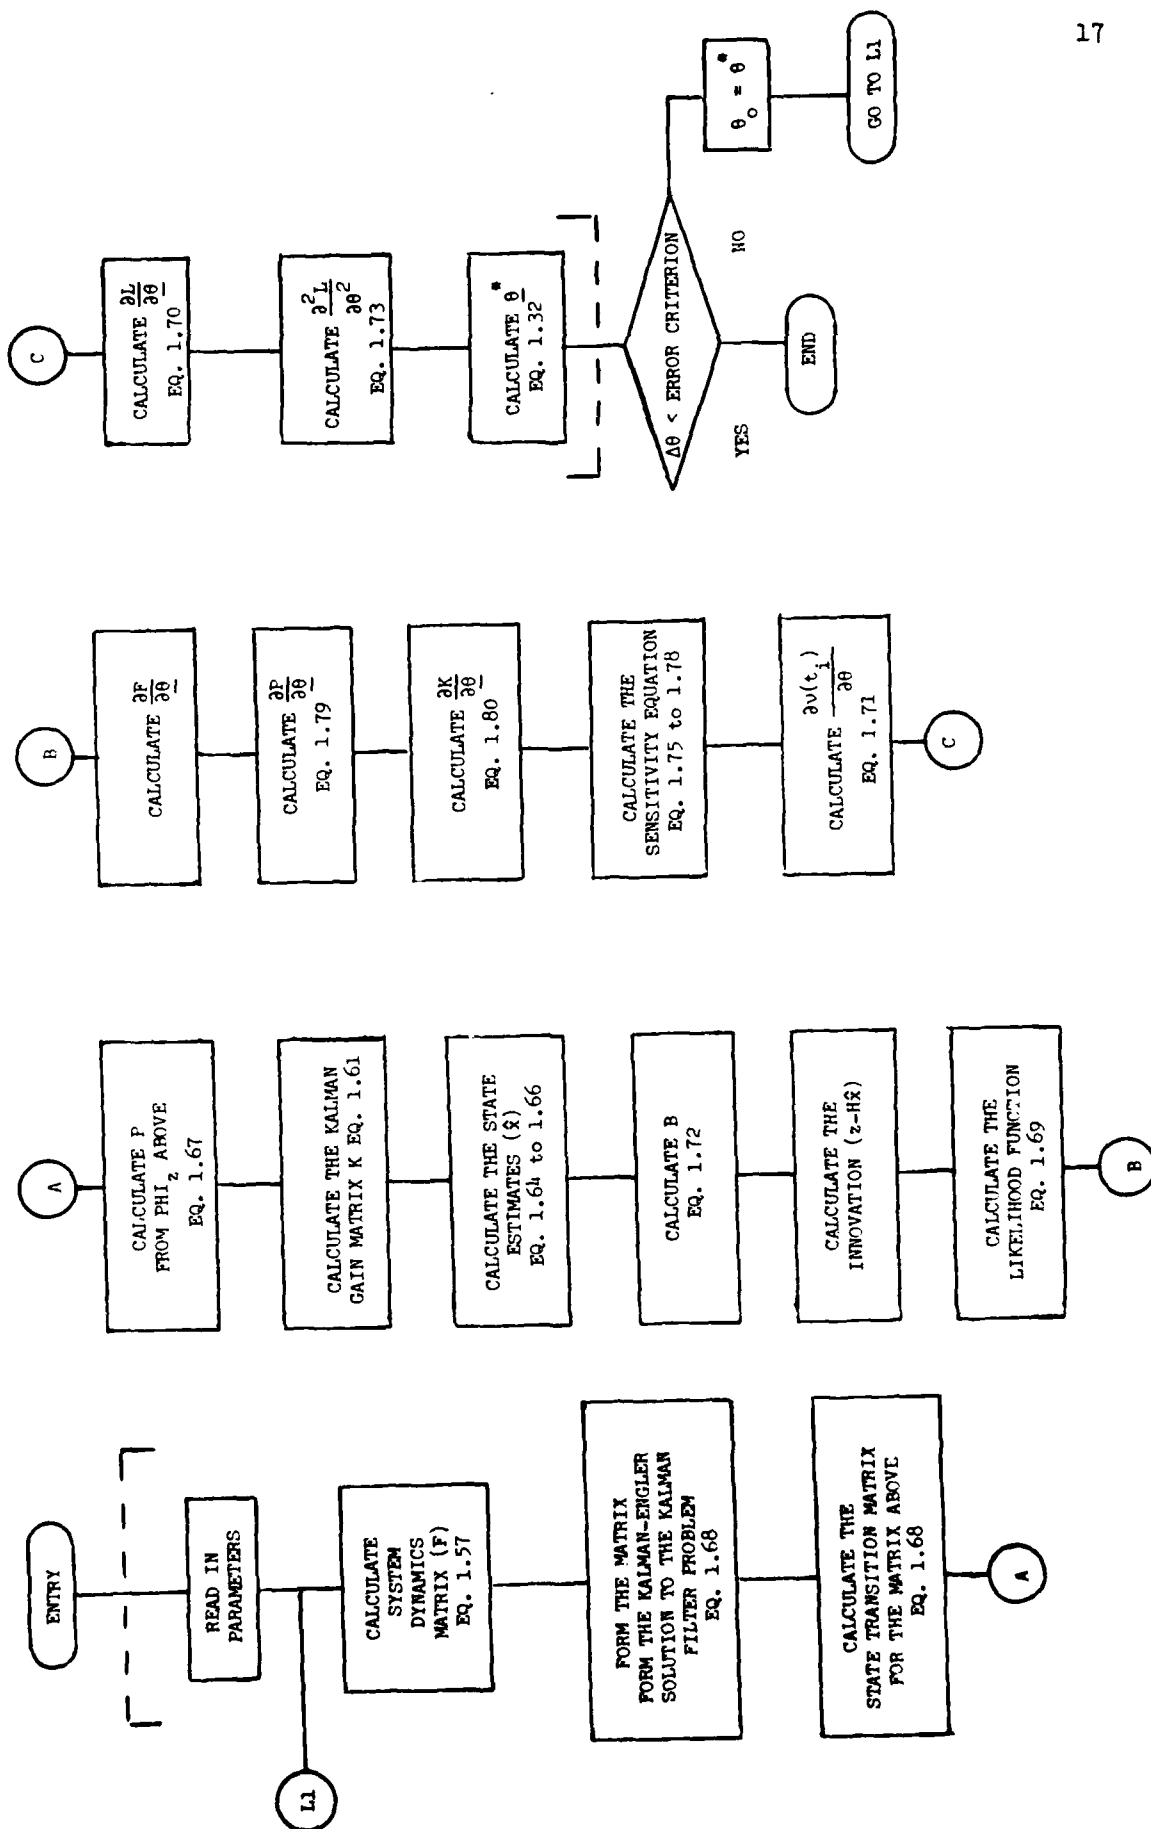 17
ENTRY
READ IN
PARAMETERS
L1
CALCULATE
SYSTEM
DYNAMICS
MATRIX (F)
EQ. 1.57
FORM THE MATRIX
FORM THE KALMAN-ENGLER
SOLUTION TO THE KALMAN
FILTER PROBLEM
EQ. 1.68
CALCULATE THE
STATE TRANSITION MATRIX
FOR THE MATRIX ABOVE
EQ. 1.68
A
A
CALCULATE P
FROM PHI_z ABOVE
EQ. 1.67
CALCULATE THE KALMAN
GAIN MATRIX K EQ. 1.61
CALCULATE THE STATE
ESTIMATES (x̂)
EQ. 1.64 to 1.66
CALCULATE B
EQ. 1.72
CALCULATE THE
INNOVATION (z-Hx̂)
CALCULATE THE
LIKELIHOOD FUNCTION
EQ. 1.69
B
B
CALCULATE ∂F/∂θ
CALCULATE ∂P/∂θ
EQ. 1.79
CALCULATE ∂K/∂θ
EQ. 1.80
CALCULATE THE
SENSITIVITY EQUATION
EQ. 1.75 to 1.78
CALCULATE ∂ν(t_i)/∂θ
EQ. 1.71
C
C
CALCULATE ∂L/∂θ
EQ. 1.70
CALCULATE ∂²L/∂θ²
EQ. 1.73
CALCULATE θ*
EQ. 1.32
Δθ < ERROR CRITERION
YES
NO
END
θ_o = θ*
GO TO L1